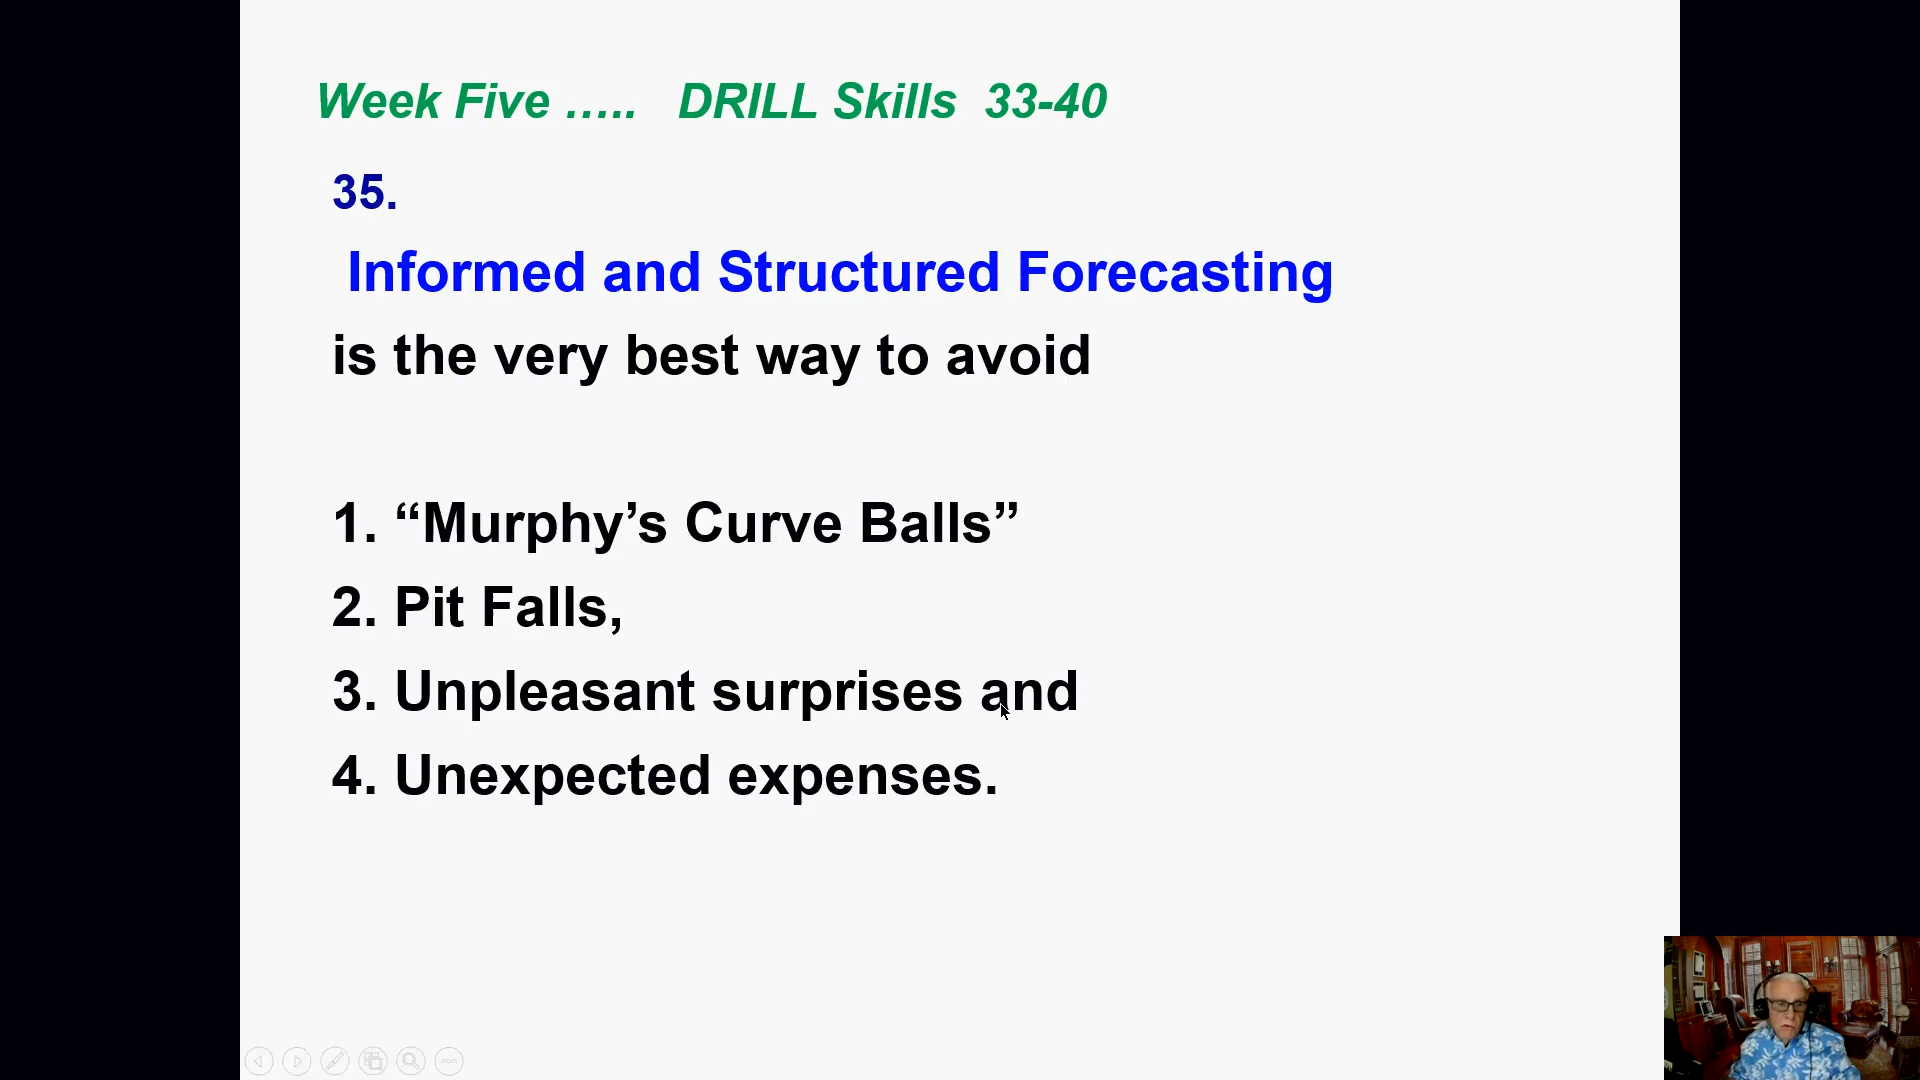 Week Five ..... DRILL Skills 33-40
35.
Informed and Structured Forecasting
is the very best way to avoid
1. “Murphy’s Curve Balls”
2. Pit Falls,
3. Unpleasant surprises and
4. Unexpected expenses.